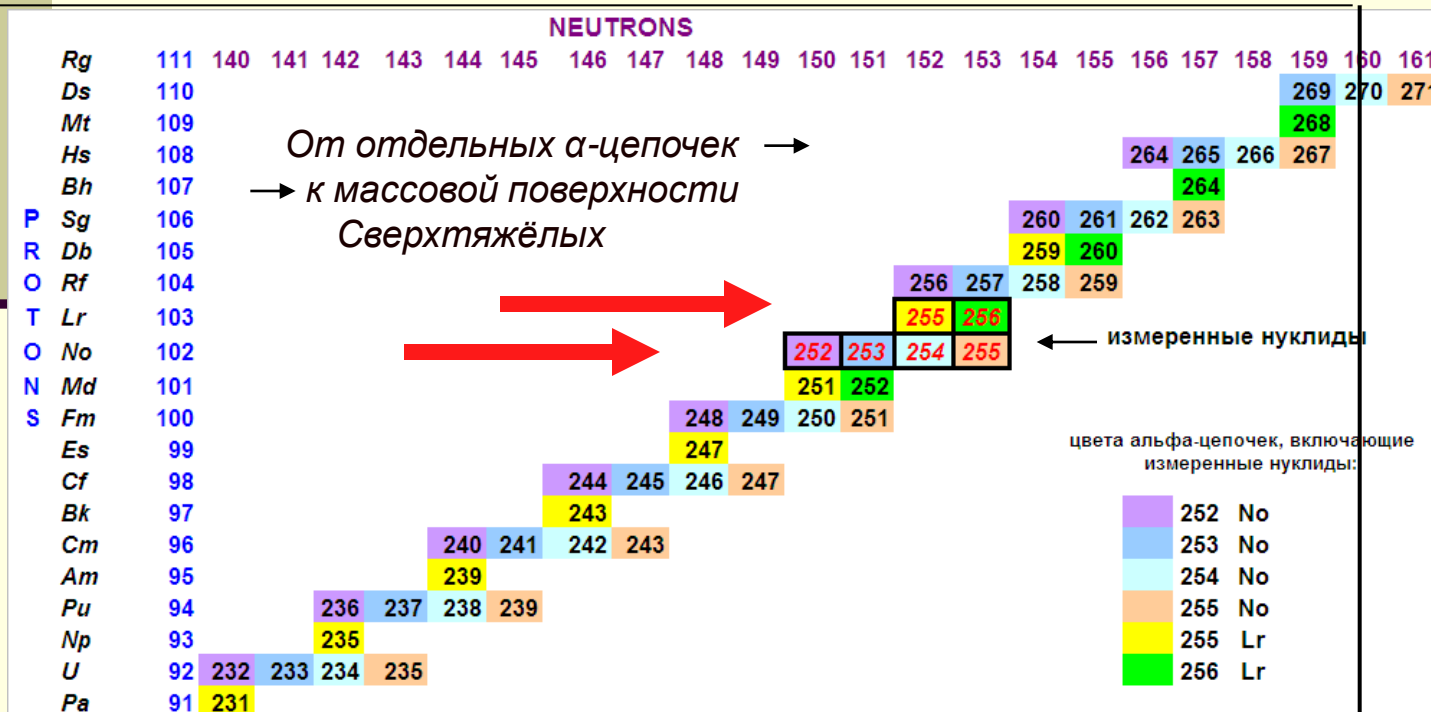 NEUTRONS
Rg 111 140 141 142 143 144 145 146 147 148 149 150 151 152 153 154 155 156 157 158 159 160 161
Ds 110 269 270 271
Mt 109 268
От отдельных α-цепочек →
Hs 108 264 265 266 267
→ к массовой поверхности
Bh 107 264
Сверхтяжёлых
P Sg 106 260 261 262 263
R Db 105 259 260
O Rf 104 256 257 258 259
T Lr 103 255 256
← измеренные нуклиды
O No 102 252 253 254 255
N Md 101 251 252
S Fm 100 248 249 250 251
Es 99 247
Cf 98 244 245 246 247
Bk 97 243
Cm 96 240 241 242 243
Am 95 239
Pu 94 236 237 238 239
Np 93 235
U 92 232 233 234 235
Pa 91 231
цвета альфа-цепочек, включающие
измеренные нуклиды:
252 No
253 No
254 No
255 No
255 Lr
256 Lr